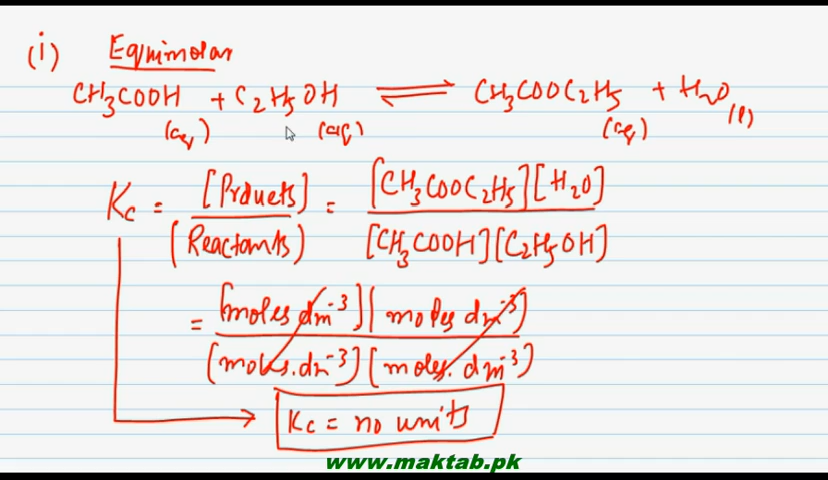 (i) Equimolar
CH3COOH + C2H5OH ⇌ CH3COOC2H5 + H2O
(aq) (aq) (aq) (l)
Kc = [Prducts] / (Reactants) = [CH3COOC2H5][H2O] / [CH3COOH][C2H5OH]
= [moles dm-3][moles dm-3] / (moles.dm-3)(moles.dm-3)
Kc = no units
www.maktab.pk